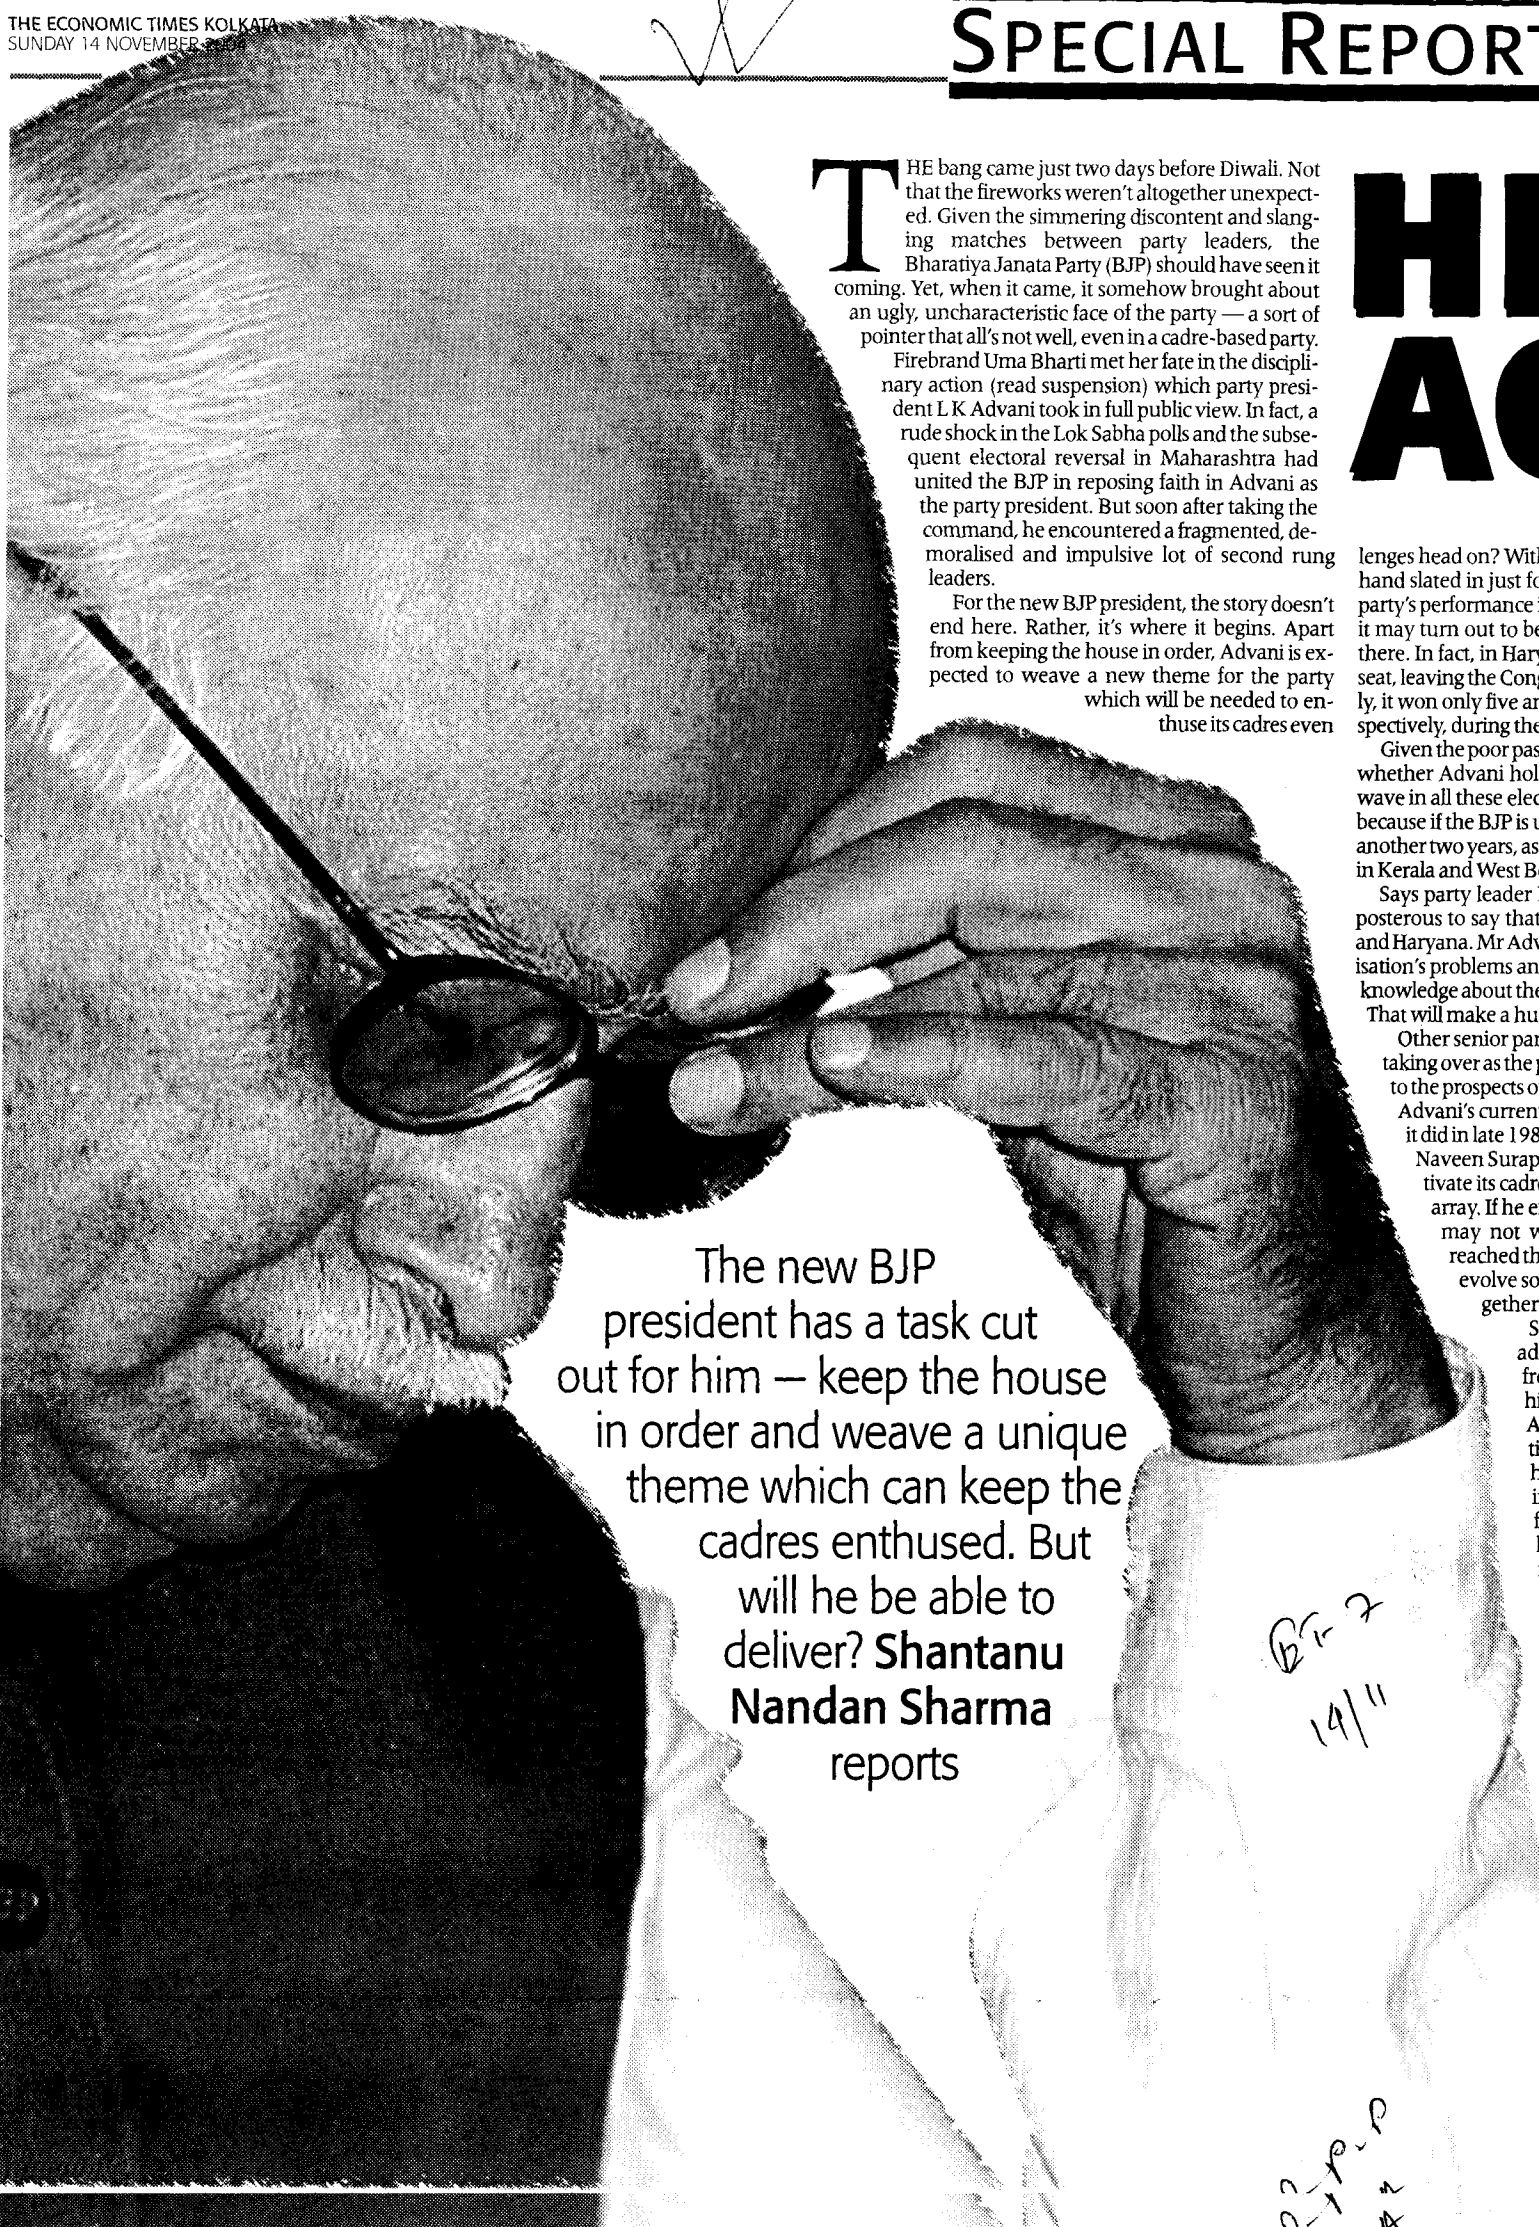 THE ECONOMIC TIMES KOLKATA
SUNDAY 14 NOVEMBER 2004
SPECIAL REPORT
THE bang came just two days before Diwali. Not
that the fireworks weren't altogether unexpect-
ed. Given the simmering discontent and slang-
ing matches between party leaders, the
Bharatiya Janata Party (BJP) should have seen it
coming. Yet, when it came, it somehow brought about
an ugly, uncharacteristic face of the party — a sort of
pointer that all's not well, even in a cadre-based party.
Firebrand Uma Bharti met her fate in the discipli-
nary action (read suspension) which party presi-
dent L K Advani took in full public view. In fact, a
rude shock in the Lok Sabha polls and the subse-
quent electoral reversal in Maharashtra had
united the BJP in reposing faith in Advani as
the party president. But soon after taking the
command, he encountered a fragmented, de-
moralised and impulsive lot of second rung
leaders.
For the new BJP president, the story doesn't
end here. Rather, it's where it begins. Apart
from keeping the house in order, Advani is ex-
pected to weave a new theme for the party
which will be needed to en-
thuse its cadres even
The new BJP
president has a task cut
out for him — keep the house
in order and weave a unique
theme which can keep the
cadres enthused. But
will he be able to
deliver? Shantanu
Nandan Sharma
reports
lenges head on?
hand slated in just
party's performance
it may turn out to
there. In fact, in
seat, leaving the
ly, it won only five
spectively, during the
Given the poor
whether Advani
wave in all these
because if the BJP is
another two years, as
in Kerala and West
Says party leader
posterous to say that
and Haryana. Mr
isation's problems
knowledge about the
That will make a
Other senior
taking over as the
to the prospects
Advani's
it did in late
Naveen
tivate its
array. If he
may not
reached
evolve
gether
14/11